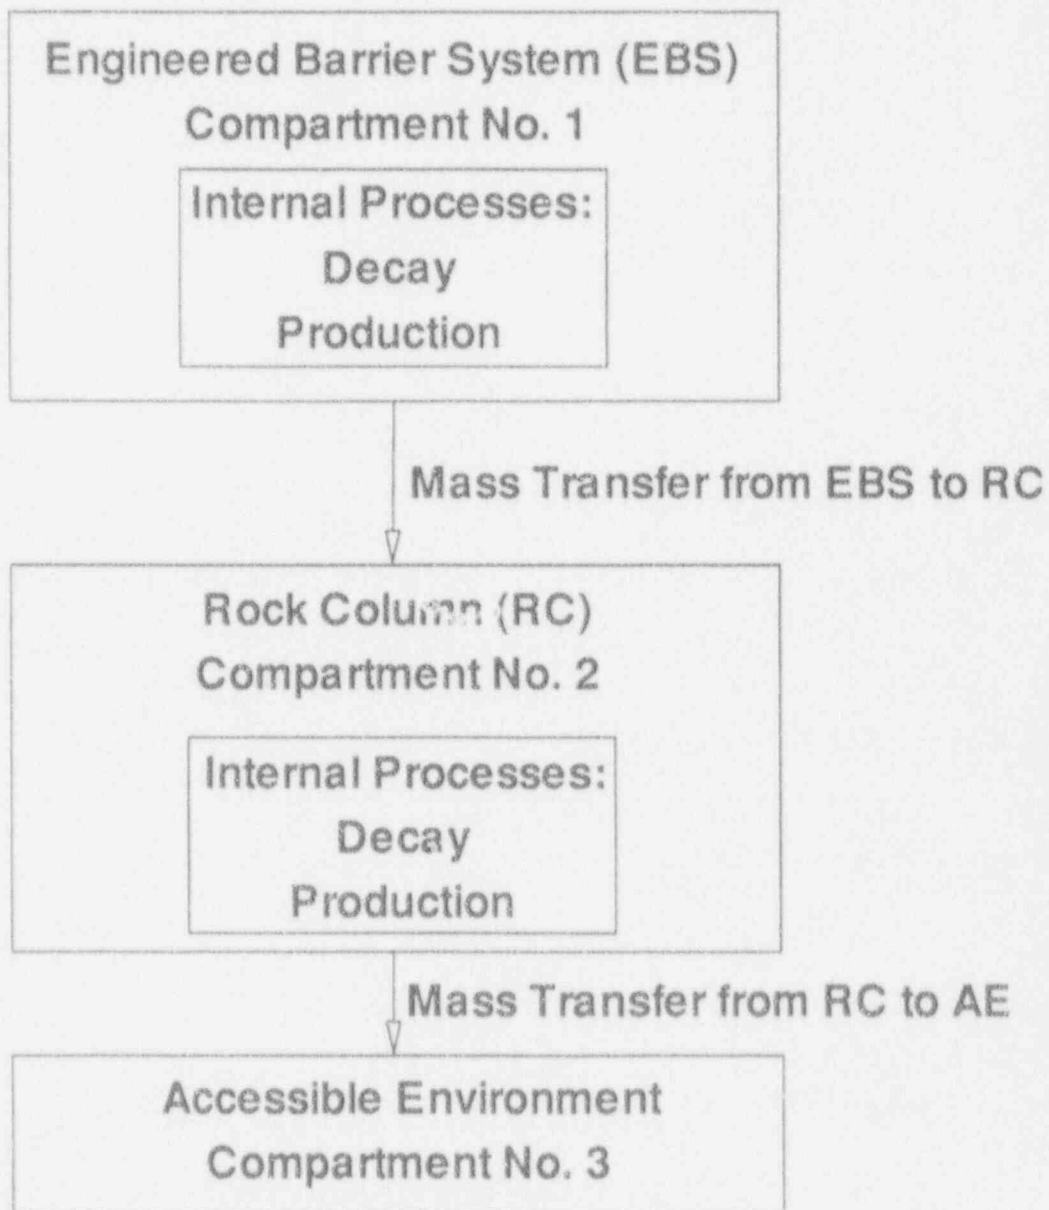 Engineered Barrier System (EBS)
Compartment No. 1
Internal Processes:
Decay
Production
Mass Transfer from EBS to RC
Rock Column (RC)
Compartment No. 2
Internal Processes:
Decay
Production
Mass Transfer from RC to AE
Accessible Environment
Compartment No. 3